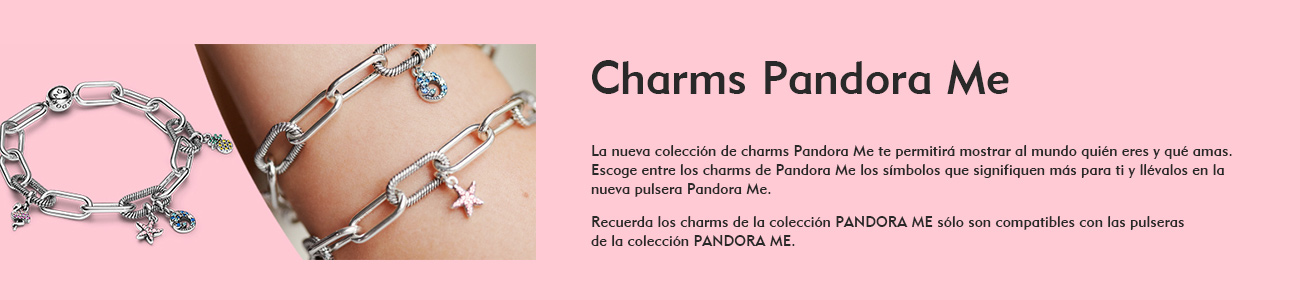 Charms Pandora Me
La nueva colección de charms Pandora Me te permitirá mostrar al mundo quién eres y qué amas.
Escoge entre los charms de Pandora Me los símbolos que signifiquen más para ti y llévalos en la
nueva pulsera Pandora Me.
Recuerda los charms de la colección PANDORA ME sólo son compatibles con las pulseras
de la colección PANDORA ME.